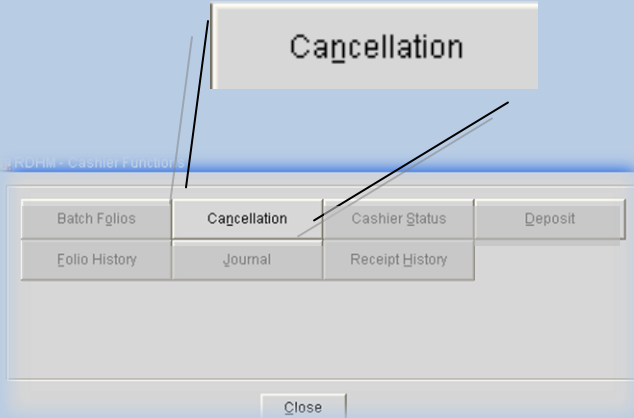 Cancellation
RDHM - Cashier Functions
Batch Folios Cancellation Cashier Status Deposit
Folio History Journal Receipt History
Close